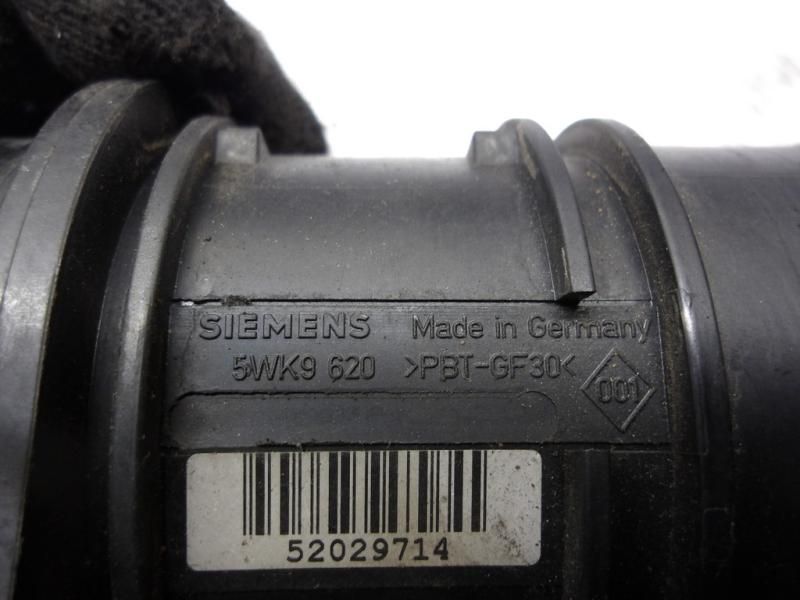 SIEMENS Made in Germany
5WK9 620 >PBT-GF30< 001
52029714